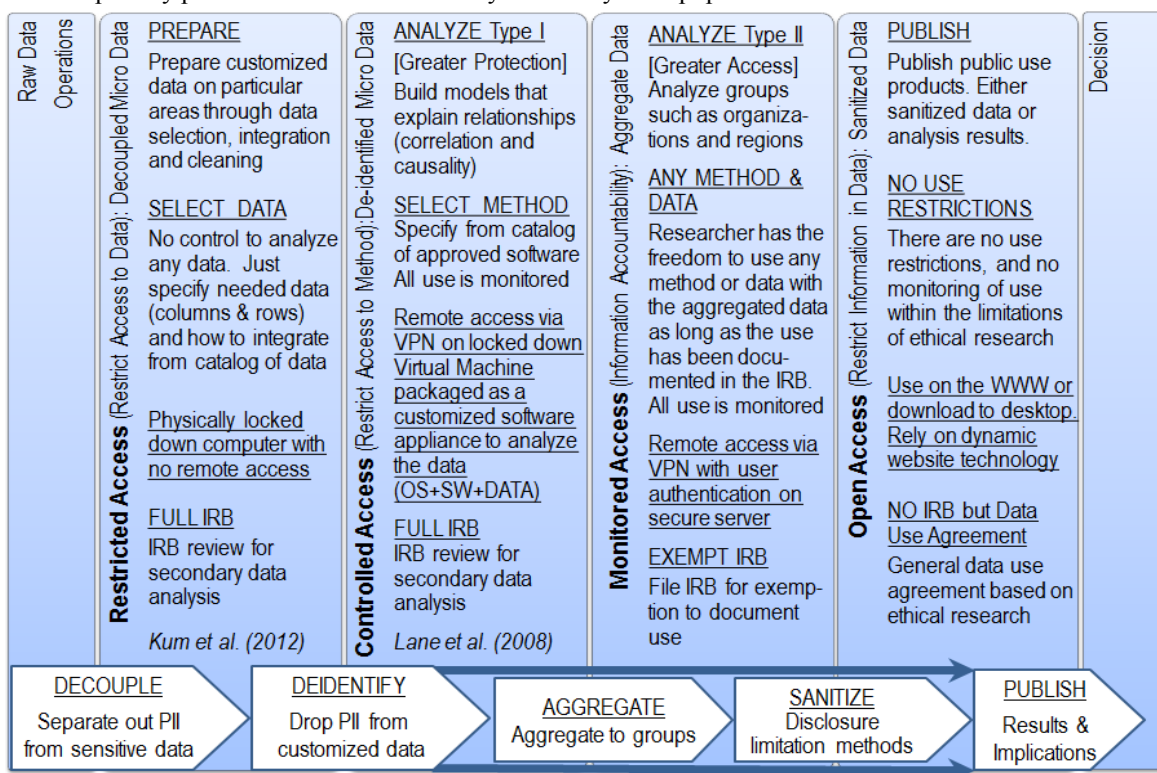 Raw Data
Operations
Restricted Access (Restrict Access to Data): Decoupled Micro Data
PREPARE
Prepare customized
data on particular
areas through data
selection, integration
and cleaning
SELECT DATA
No control to analyze
any data. Just
specify needed data
(columns & rows)
and how to integrate
from catalog of data
Physically locked
down computer with
no remote access
FULL IRB
IRB review for
secondary data
analysis
Kum et al. (2012)
Controlled Access (Restrict Access to Method):De-identified Micro Data
ANALYZE Type I
[Greater Protection]
Build models that
explain relationships
(correlation and
causality)
SELECT METHOD
Specify from catalog
of approved software
All use is monitored
Remote access via
VPN on locked down
Virtual Machine
packaged as a
customized software
appliance to analyze
the data
(OS+SW+DATA)
FULL IRB
IRB review for
secondary data
analysis
Lane et al. (2008)
Monitored Access (Information Accountability): Aggregate Data
ANALYZE Type II
[Greater Access]
Analyze groups
such as organiza-
tions and regions
ANY METHOD &
DATA
Researcher has the
freedom to use any
method or data with
the aggregated data
as long as the use
has been docu-
mented in the IRB.
All use is monitored
Remote access via
VPN with user
authentication on
secure server
EXEMPT IRB
File IRB for exemp-
tion to document
use
Open Access (Restrict Information in Data): Sanitized Data
PUBLISH
Publish public use
products. Either
sanitized data or
analysis results.
NO USE
RESTRICTIONS
There are no use
restrictions, and no
monitoring of use
within the limitations
of ethical research
Use on the WWW or
download to desktop.
Rely on dynamic
website technology
NO IRB but Data
Use Agreement
General data use
agreement based on
ethical research
Decision
DECOUPLE
Separate out PII
from sensitive data
DEIDENTIFY
Drop PII from
customized data
AGGREGATE
Aggregate to groups
SANITIZE
Disclosure
limitation methods
PUBLISH
Results &
Implications